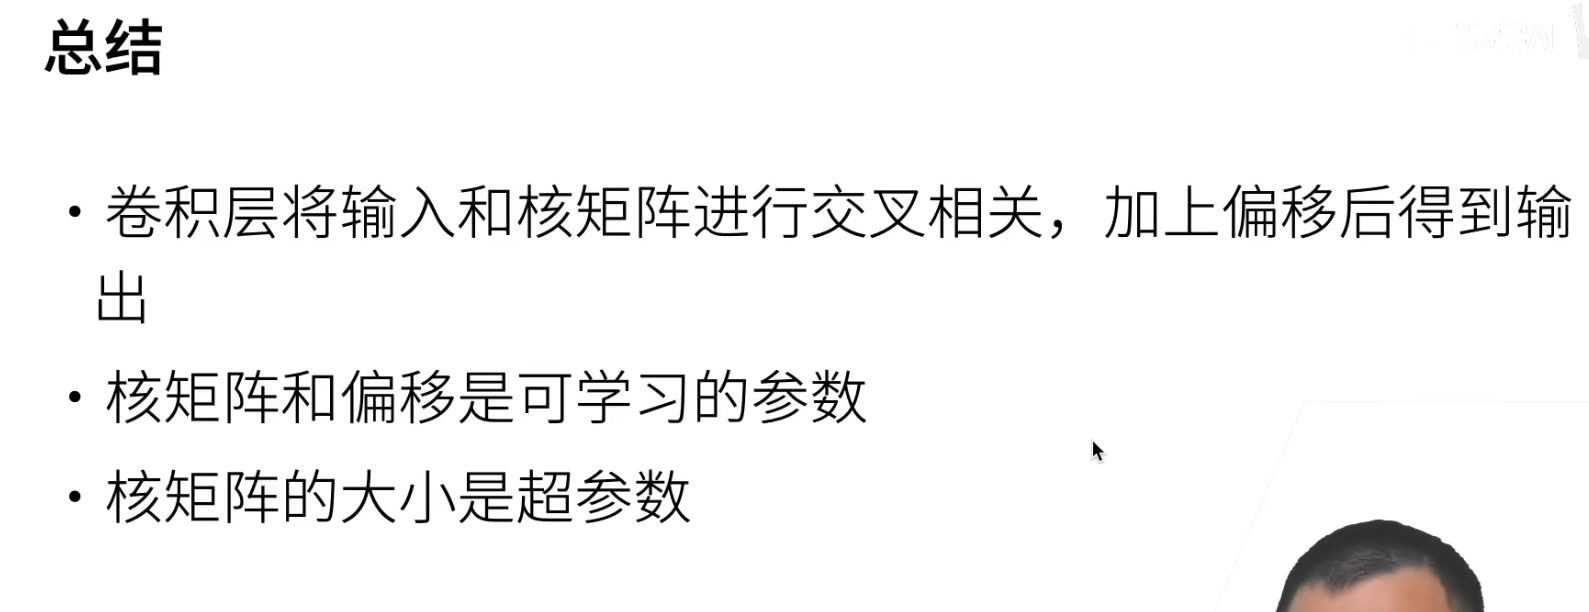 总结
• 卷积层将输入和核矩阵进行交叉相关，加上偏移后得到输
出
• 核矩阵和偏移是可学习的参数
• 核矩阵的大小是超参数